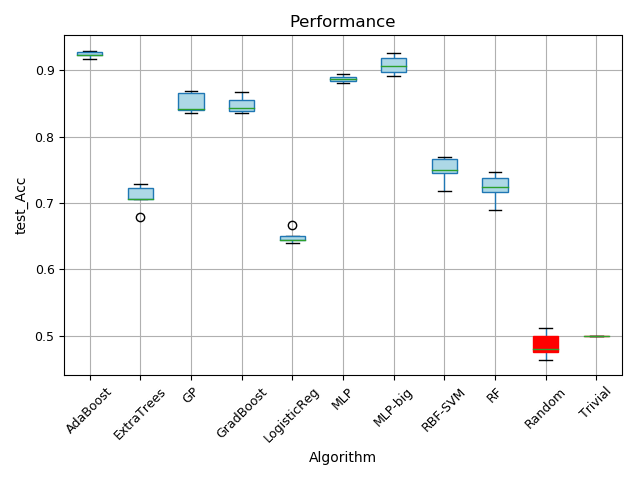 Performance
test_Acc
0.9
0.8
0.7
0.6
0.5
AdaBoost
ExtraTrees
GP
GradBoost
LogisticReg
MLP
MLP-big
RBF-SVM
RF
Random
Trivial
Algorithm